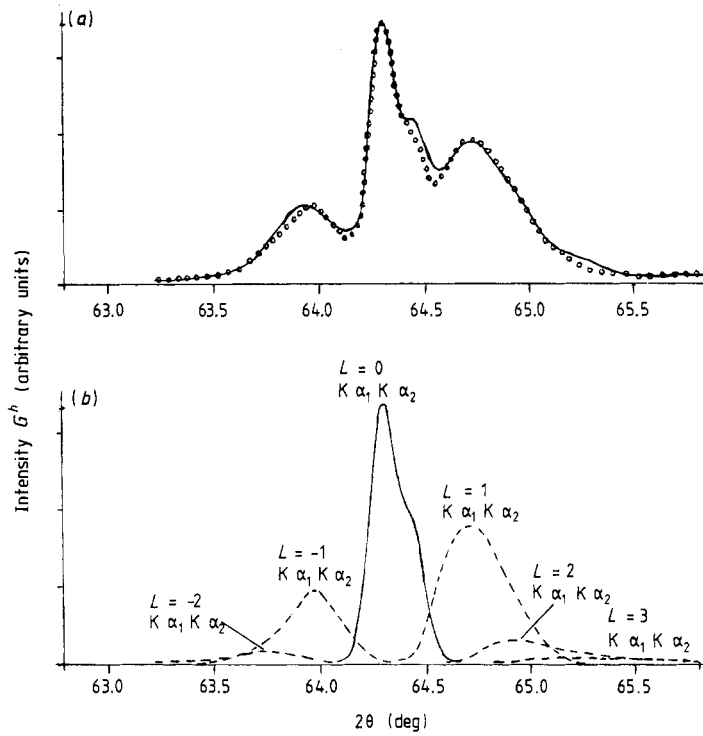 (a)
63.0 63.5 64.0 64.5 65.0 65.5
Intensity Gʰ (arbitrary units)
(b)
L = 0
K α₁ K α₂
L = 1
K α₁ K α₂
L = -1
K α₁ K α₂
L = 2
K α₁ K α₂
L = -2
K α₁ K α₂
L = 3
K α₁ K α₂
63.0 63.5 64.0 64.5 65.0 65.5
2θ (deg)